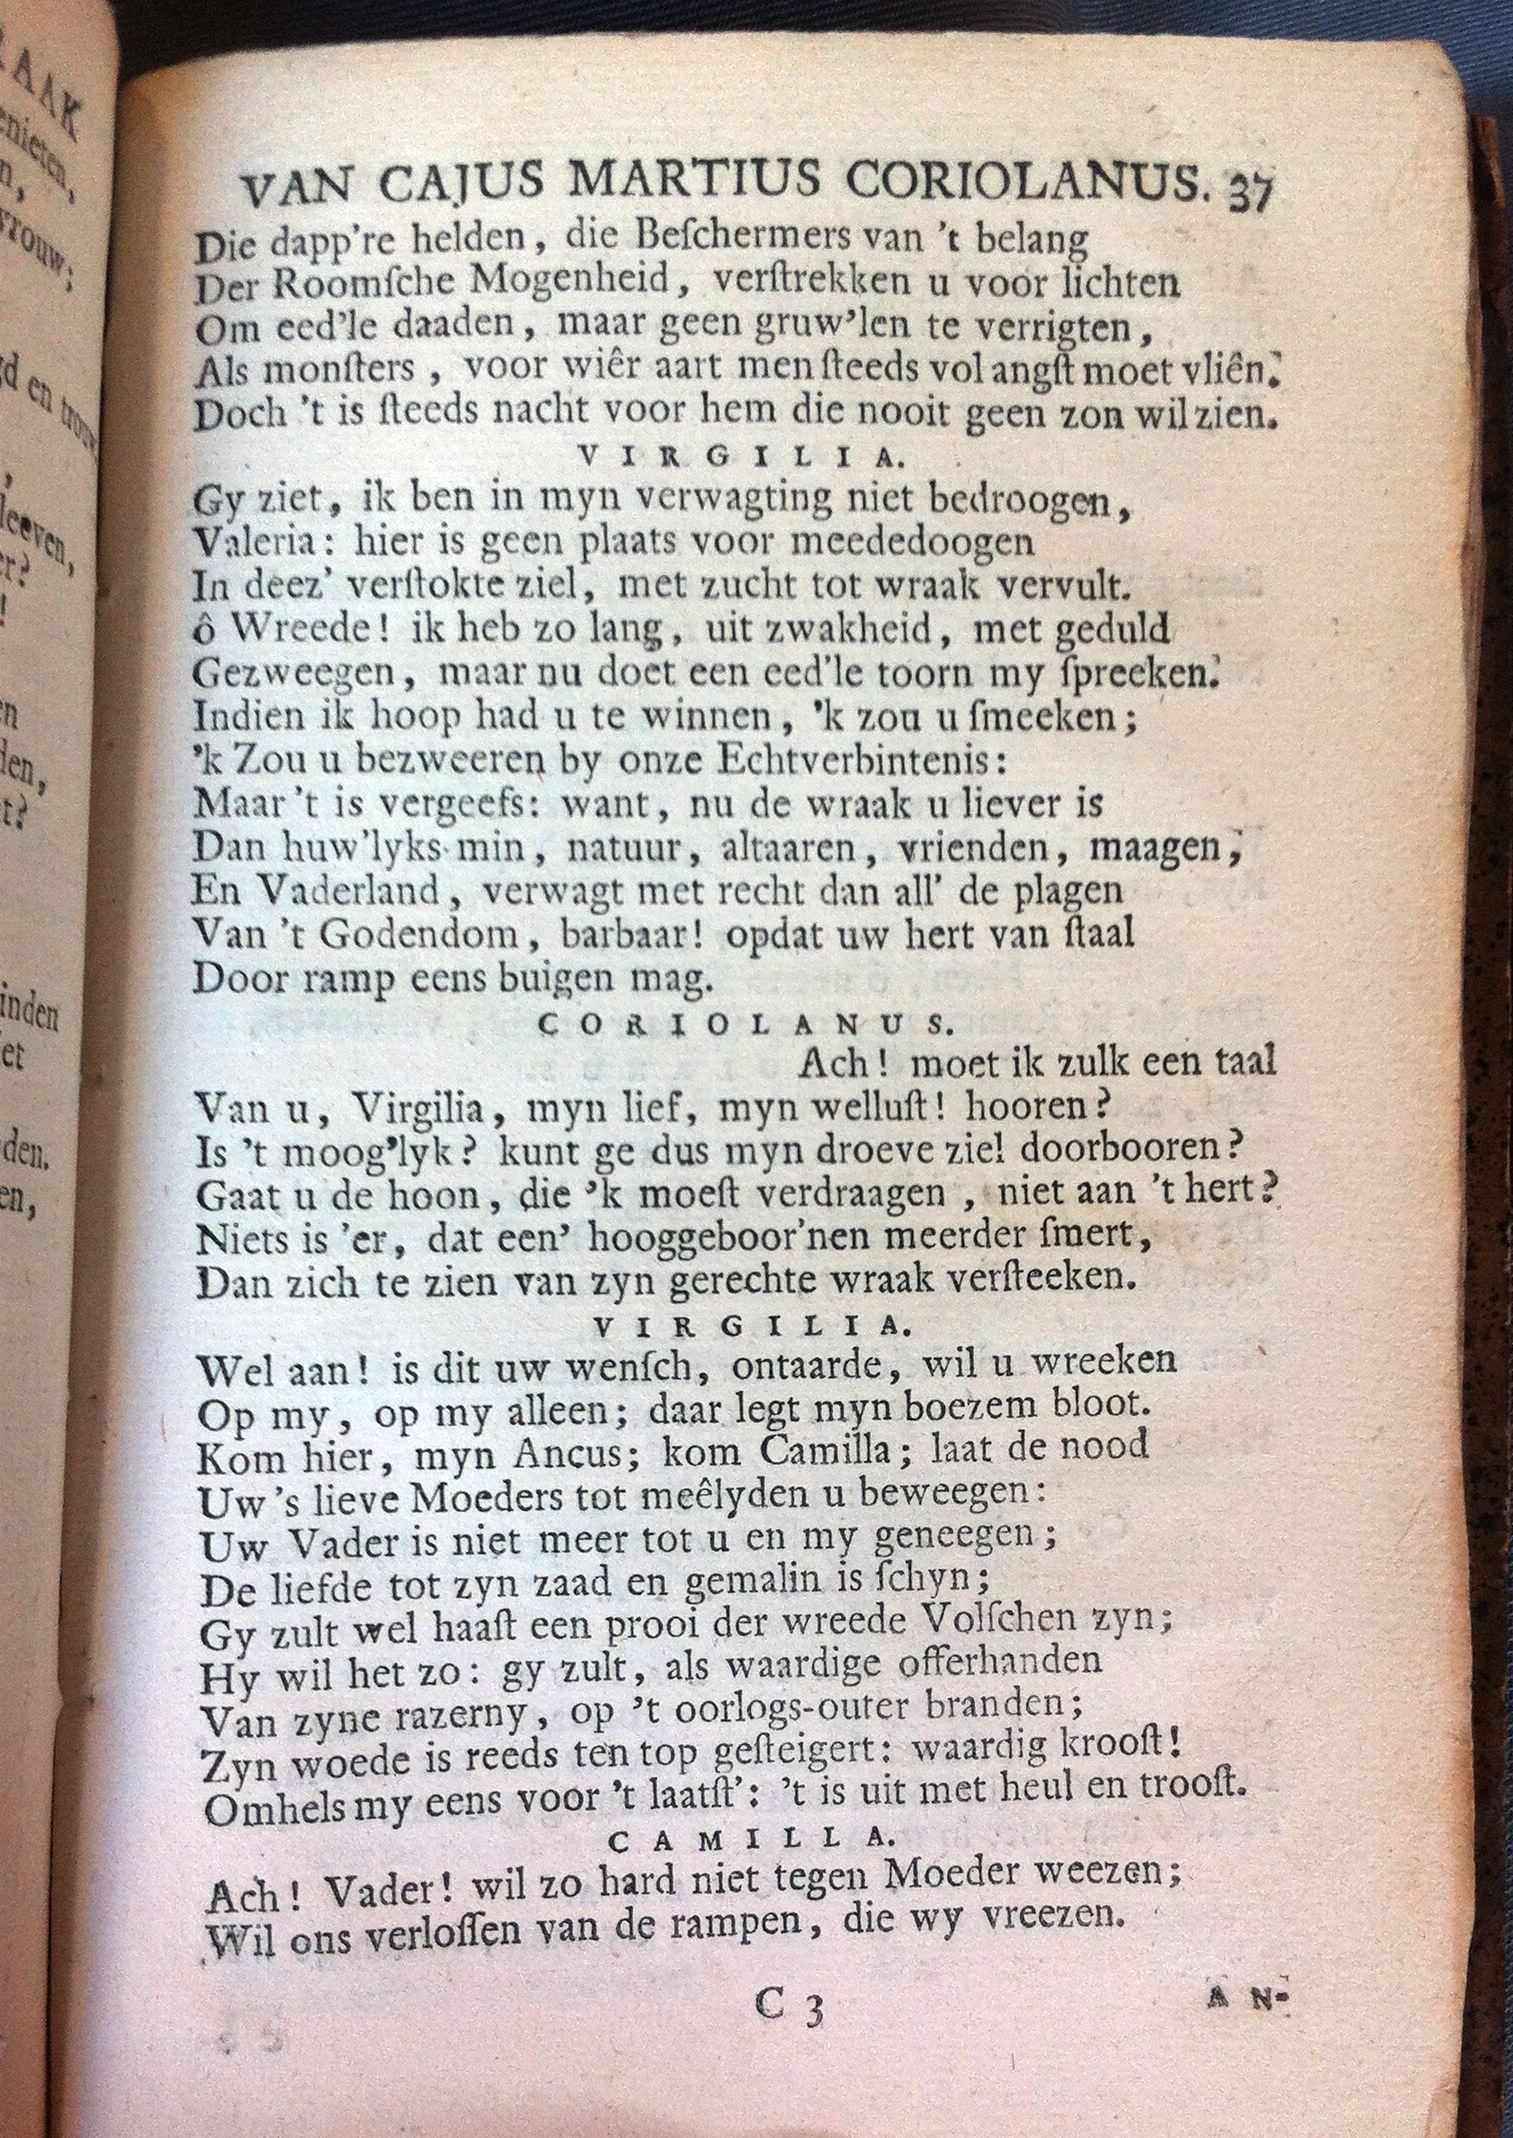 VAN CAJUS MARTIUS CORIOLANUS. 37
Die dapp're helden, die Beſchermers van 't belang
Der Roomſche Mogenheid, verſtrekken u voor lichten
Om eed'le daaden, maar geen gruw'len te verrigten,
Als monſters, voor wiêr aart men ſteeds vol angſt moet vliên.
Doch 't is ſteeds nacht voor hem die nooit geen zon wil zien.
VIRGILIA.
Gy ziet, ik ben in myn verwagting niet bedroogen,
Valeria: hier is geen plaats voor meededoogen
In deez' verſtokte ziel, met zucht tot wraak vervult.
ô Wreede! ik heb zo lang, uit zwakheid, met geduld
Gezweegen, maar nu doet een eed'le toorn my ſpreeken.
Indien ik hoop had u te winnen, 'k zou u ſmeeken;
'k Zou u bezweeren by onze Echtverbintenis:
Maar 't is vergeefs: want, nu de wraak u liever is
Dan huw'lyks min, natuur, altaaren, vrienden, maagen,
En Vaderland, verwagt met recht dan all' de plagen
Van 't Godendom, barbaar! opdat uw hert van ſtaal
Door ramp eens buigen mag.
CORIOLANUS.
Ach! moet ik zulk een taal
Van u, Virgilia, myn lief, myn welluſt! hooren?
Is 't moog'lyk? kunt ge dus myn droeve ziel doorbooren?
Gaat u de hoon, die 'k moeſt verdraagen, niet aan 't hert?
Niets is 'er, dat een' hooggeboor'nen meerder ſmert,
Dan zich te zien van zyn gerechte wraak verſteeken.
VIRGILIA.
Wel aan! is dit uw wenſch, ontaarde, wil u wreeken
Op my, op my alleen; daar legt myn boezem bloot.
Kom hier, myn Ancus; kom Camilla; laat de nood
Uw 's lieve Moeders tot meêlyden u beweegen:
Uw Vader is niet meer tot u en my geneegen;
De liefde tot zyn zaad en gemalin is ſchyn;
Gy zult wel haaſt een prooi der wreede Volſchen zyn;
Hy wil het zo: gy zult, als waardige offerhanden
Van zyne razerny, op 't oorlogs-outer branden;
Zyn woede is reeds ten top geſteigert: waardig krooſt!
Omhels my eens voor 't laatſt': 't is uit met heul en trooſt.
CAMILLA.
Ach! Vader! wil zo hard niet tegen Moeder weezen;
Wil ons verloſſen van de rampen, die wy vreezen.
C 3
AN-